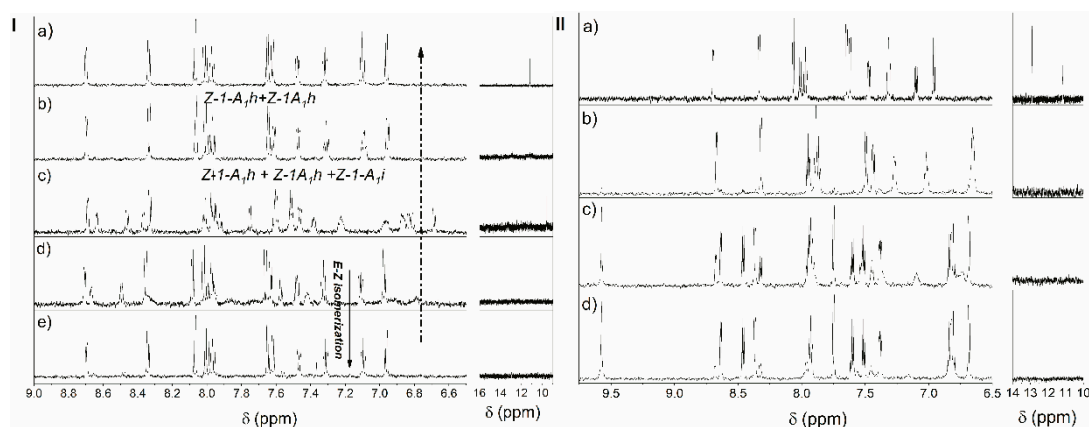 I
a)
Z-1-A₁h+Z-1A₁h
b)
Z+1-A₁h + Z-1A₁h +Z-1-A₁i
c)
d)
E-Z isomerization
e)
9.0 8.8 8.6 8.4 8.2 8.0 7.8 7.6 7.4 7.2 7.0 6.8 6.6 16 14 12 10
δ (ppm) δ (ppm)
II
a)
b)
c)
d)
9.5 9.0 8.5 8.0 7.5 7.0 6.5 14 13 12 11 10
δ (ppm) δ (ppm)